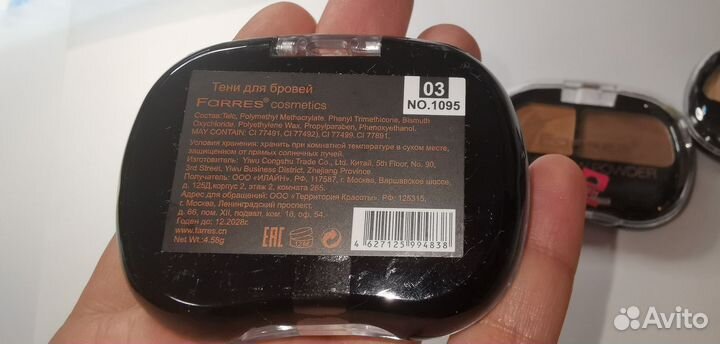 Тени для бровей
FARRES® cosmetics
03
NO.1095
Состав:Telc, Polymethyl Methacrylate, Phenyl Trimethicone, Bismuth
Oxychloride, Polyethylene Wax, Propylparaben, Phenoxyethanol.
MAY CONTAIN: CI 77491, CI 77492), CI 77499, CI 77891.
Условия хранения: хранить при комнатной температуре в сухом месте,
защищенном от прямых солнечных лучей.
Изготовитель: Yiwu Dongshu Trade Co., Ltd. Китай, 5th Floor, No. 90,
3rd Street, Yiwu Business District, Zhejiang Province.
Получатель: ООО «ИЛАЙН». РФ, 117587, г. Москва, Варшавское шоссе,
д. 125Д,корпус 2, этаж 2, комната 265.
Адрес для обращений: ООО «Территория Красоты». РФ, 125315,
г. Москва, Ленинградский проспект,
д. 66, пом. XII, подвал, ком. 18, оф. 54.
Годен до: 12.2028г.
www.farres.cn
Net Wt.:4.58g
EAC
4 627125 994838
POWDER
Avito